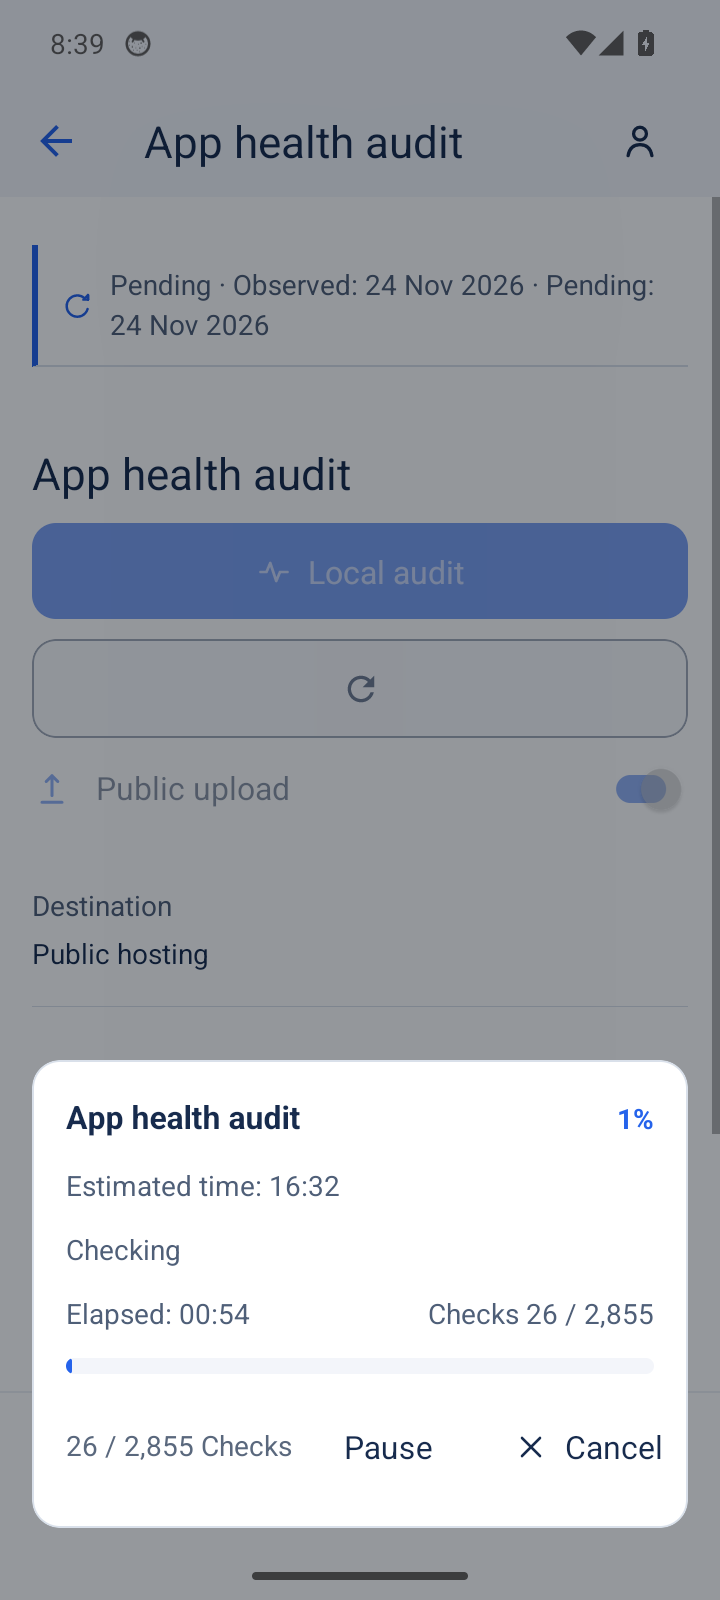 8:39
App health audit
Pending · Observed: 24 Nov 2026 · Pending:
24 Nov 2026
App health audit
Local audit
Public upload
Destination
Public hosting
App health audit 1%
Estimated time: 16:32
Checking
Elapsed: 00:54 Checks 26 / 2,855
26 / 2,855 Checks Pause Cancel